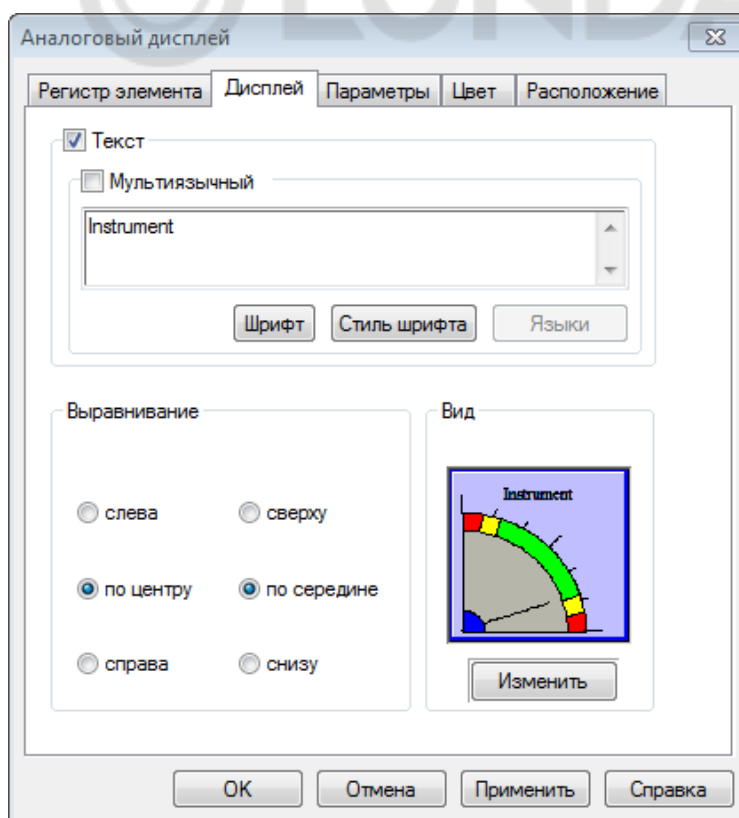 Аналоговый дисплей
Регистр элемента Дисплей Параметры Цвет Расположение
Текст
Мультиязычный
Instrument
Шрифт Стиль шрифта Языки
Выравнивание
слева сверху
по центру по середине
справа снизу
Вид
Instrument
Изменить
OK Отмена Применить Справка